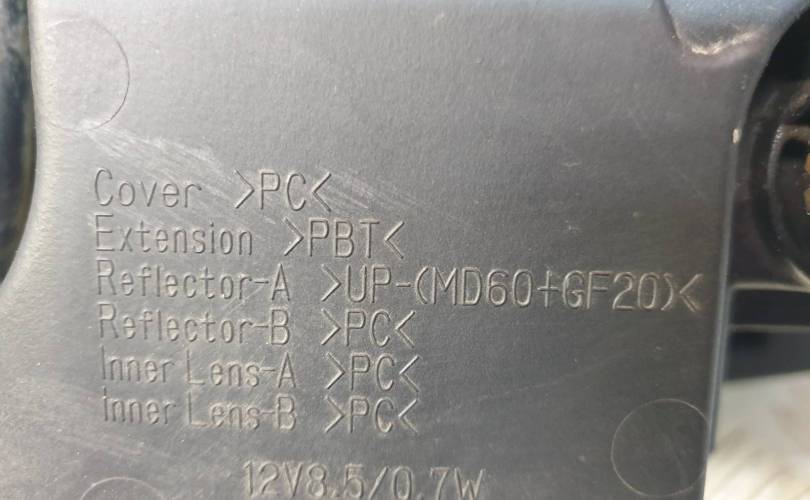 Cover >PC<
Extension >PBT<
Reflector-A >UP-(MD60+GF20)<
Reflector-B >PC<
Inner Lens-A >PC<
Inner Lens-B >PC<
12V8.5/0.7W